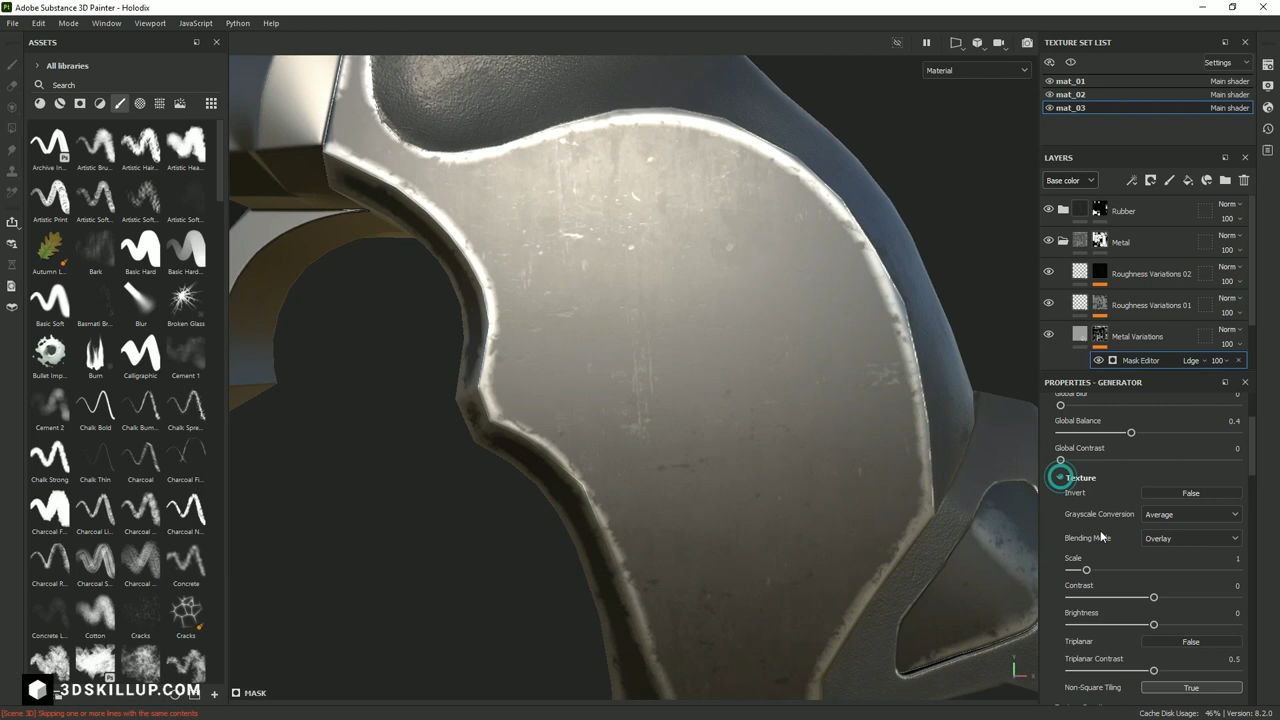 Adobe Substance 3D Painter - Holodix
File Edit Mode Window Viewport JavaScript Python Help
ASSETS
All libraries
Search
Archive In...
Artistic Bru...
Artistic Hair...
Artistic Hea...
Artistic Print
Artistic Soft...
Artistic Soft...
Artistic Soft...
Autumn L...
Bark
Basic Hard
Basic Hard...
Basic Soft
Basmati Br...
Blur
Broken Glass
Bullet Imp...
Burn
Calligraphic
Cement 1
Cement 2
Chalk Bold
Chalk Bum...
Chalk Spre...
Chalk Strong
Chalk Thin
Charcoal
Charcoal Fi...
Charcoal F...
Charcoal M...
Charcoal S...
Charcoal N...
Charcoal R...
Charcoal S...
Charcoal W...
Concrete
Concrete L...
Cotton
Cracks
Cracks
3DSKILLUP.COM
Material
MASK
TEXTURE SET LIST
Settings
mat_01 Main shader
mat_02 Main shader
mat_03 Main shader
LAYERS
Base color
Rubber Norm 100
Metal Norm 100
Roughness Variations 02 Norm 100
Roughness Variations 01 Norm 100
Metal Variations Norm 100
Mask Editor Ldge 100
PROPERTIES - GENERATOR
Global Blur 0
Global Balance 0.4
Global Contrast 0
Texture
Invert False
Grayscale Conversion Average
Blending Mode Overlay
Scale 1
Contrast 0
Brightness 0
Triplanar False
Triplanar Contrast 0.5
Non-Square Tiling True
[Scene 3D] Skipping one or more lines with the same contents
Cache Disk Usage: 46% | Version: 8.2.0